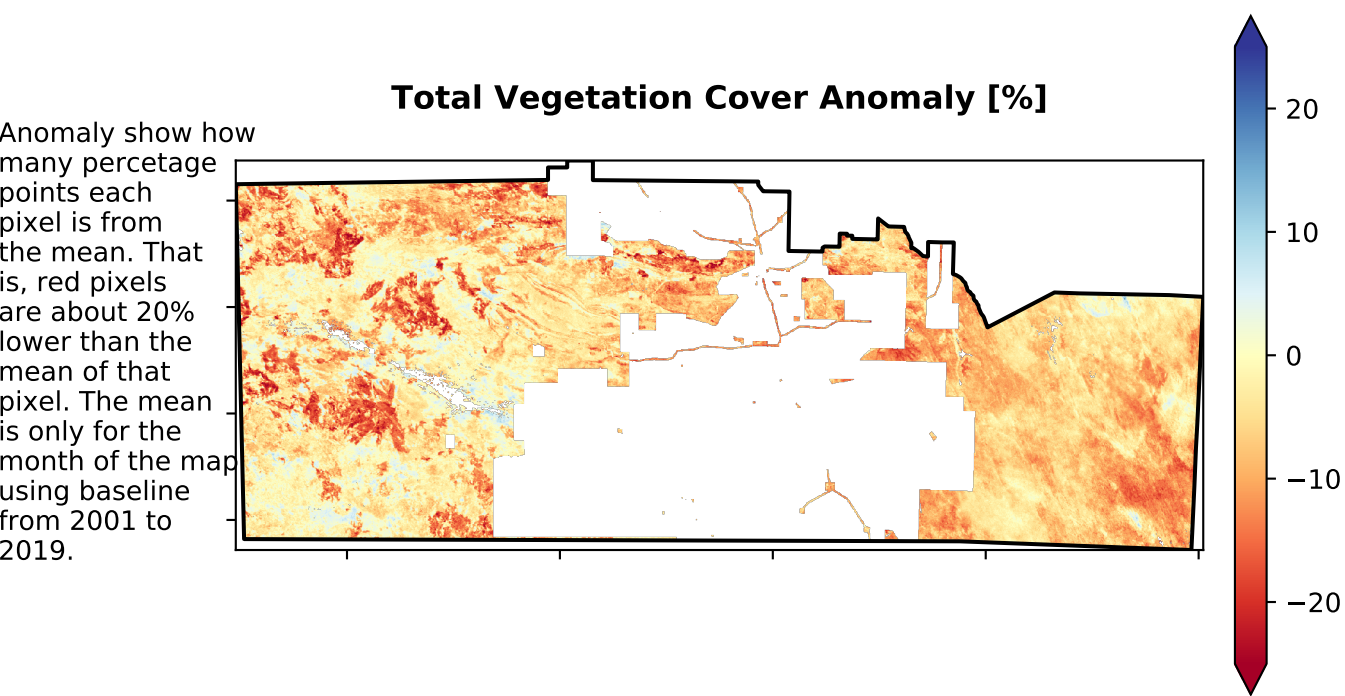 Total Vegetation Cover Anomaly [%]
Anomaly show how
many percetage
points each
pixel is from
the mean. That
is, red pixels
are about 20%
lower than the
mean of that
pixel. The mean
is only for the
month of the map
using baseline
from 2001 to
2019.
20
10
0
−10
−20